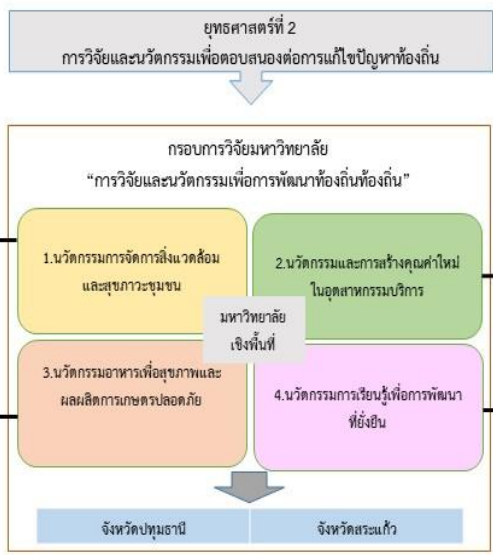 ยุทธศาสตร์ที่ 2
การวิจัยและนวัตกรรมเพื่อตอบสนองต่อการแก้ไขปัญหาท้องถิ่น
กรอบการวิจัยมหาวิทยาลัย
“การวิจัยและนวัตกรรมเพื่อการพัฒนาท้องถิ่นท้องถิ่น”
1.นวัตกรรมการจัดการสิ่งแวดล้อม
และสุขภาวะชุมชน
2.นวัตกรรมและการสร้างคุณค่าใหม่
ในอุตสาหกรรมบริการ
มหาวิทยาลัย
เชิงพื้นที่
3.นวัตกรรมอาหารเพื่อสุขภาพและ
ผลผลิตการเกษตรปลอดภัย
4.นวัตกรรมการเรียนรู้เพื่อการพัฒนา
ที่ยั่งยืน
จังหวัดปทุมธานี
จังหวัดสระแก้ว